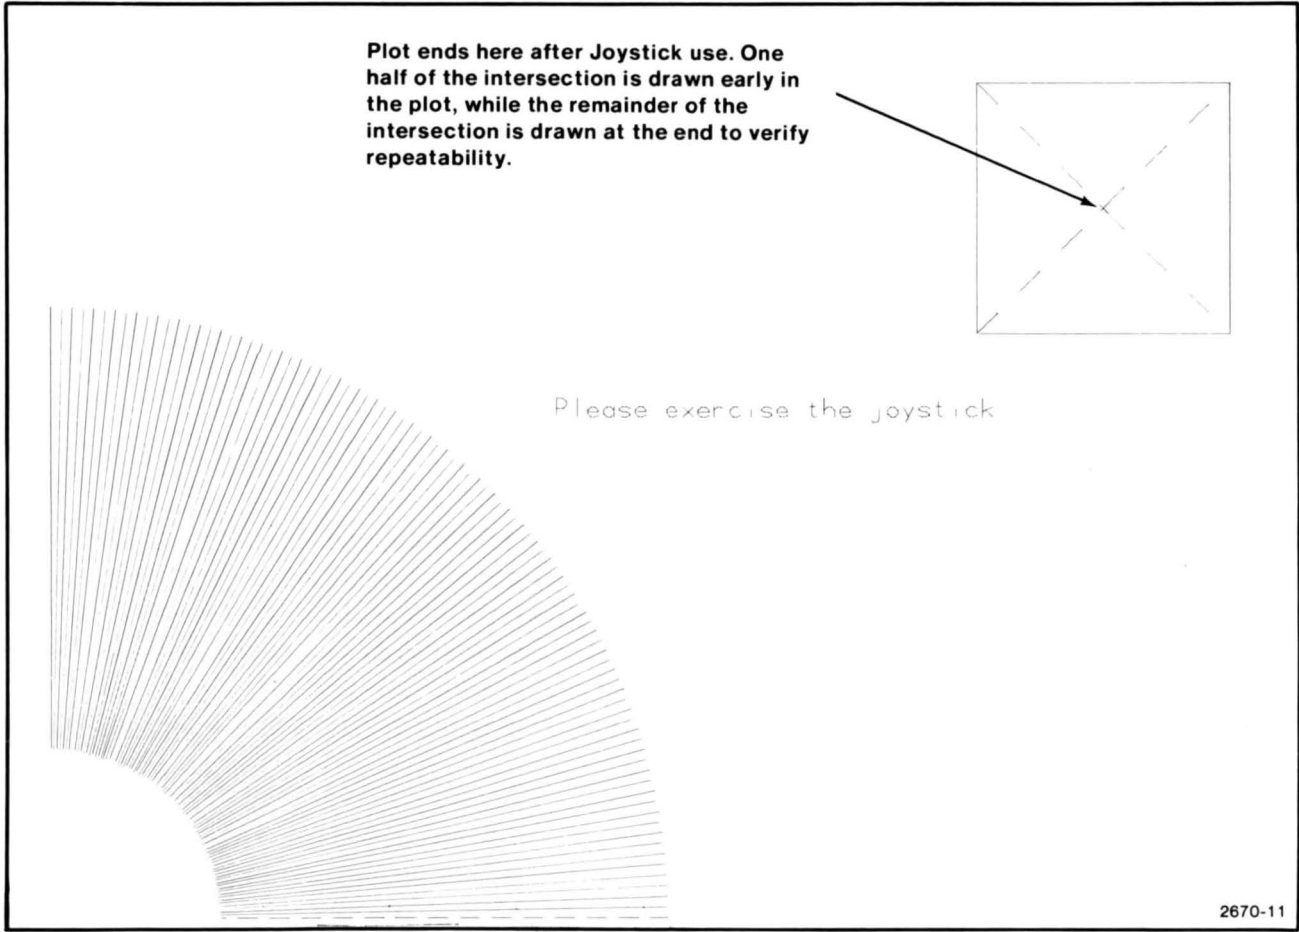 Plot ends here after Joystick use. One
half of the intersection is drawn early in
the plot, while the remainder of the
intersection is drawn at the end to verify
repeatability.
Please exercise the joystick
2670-11